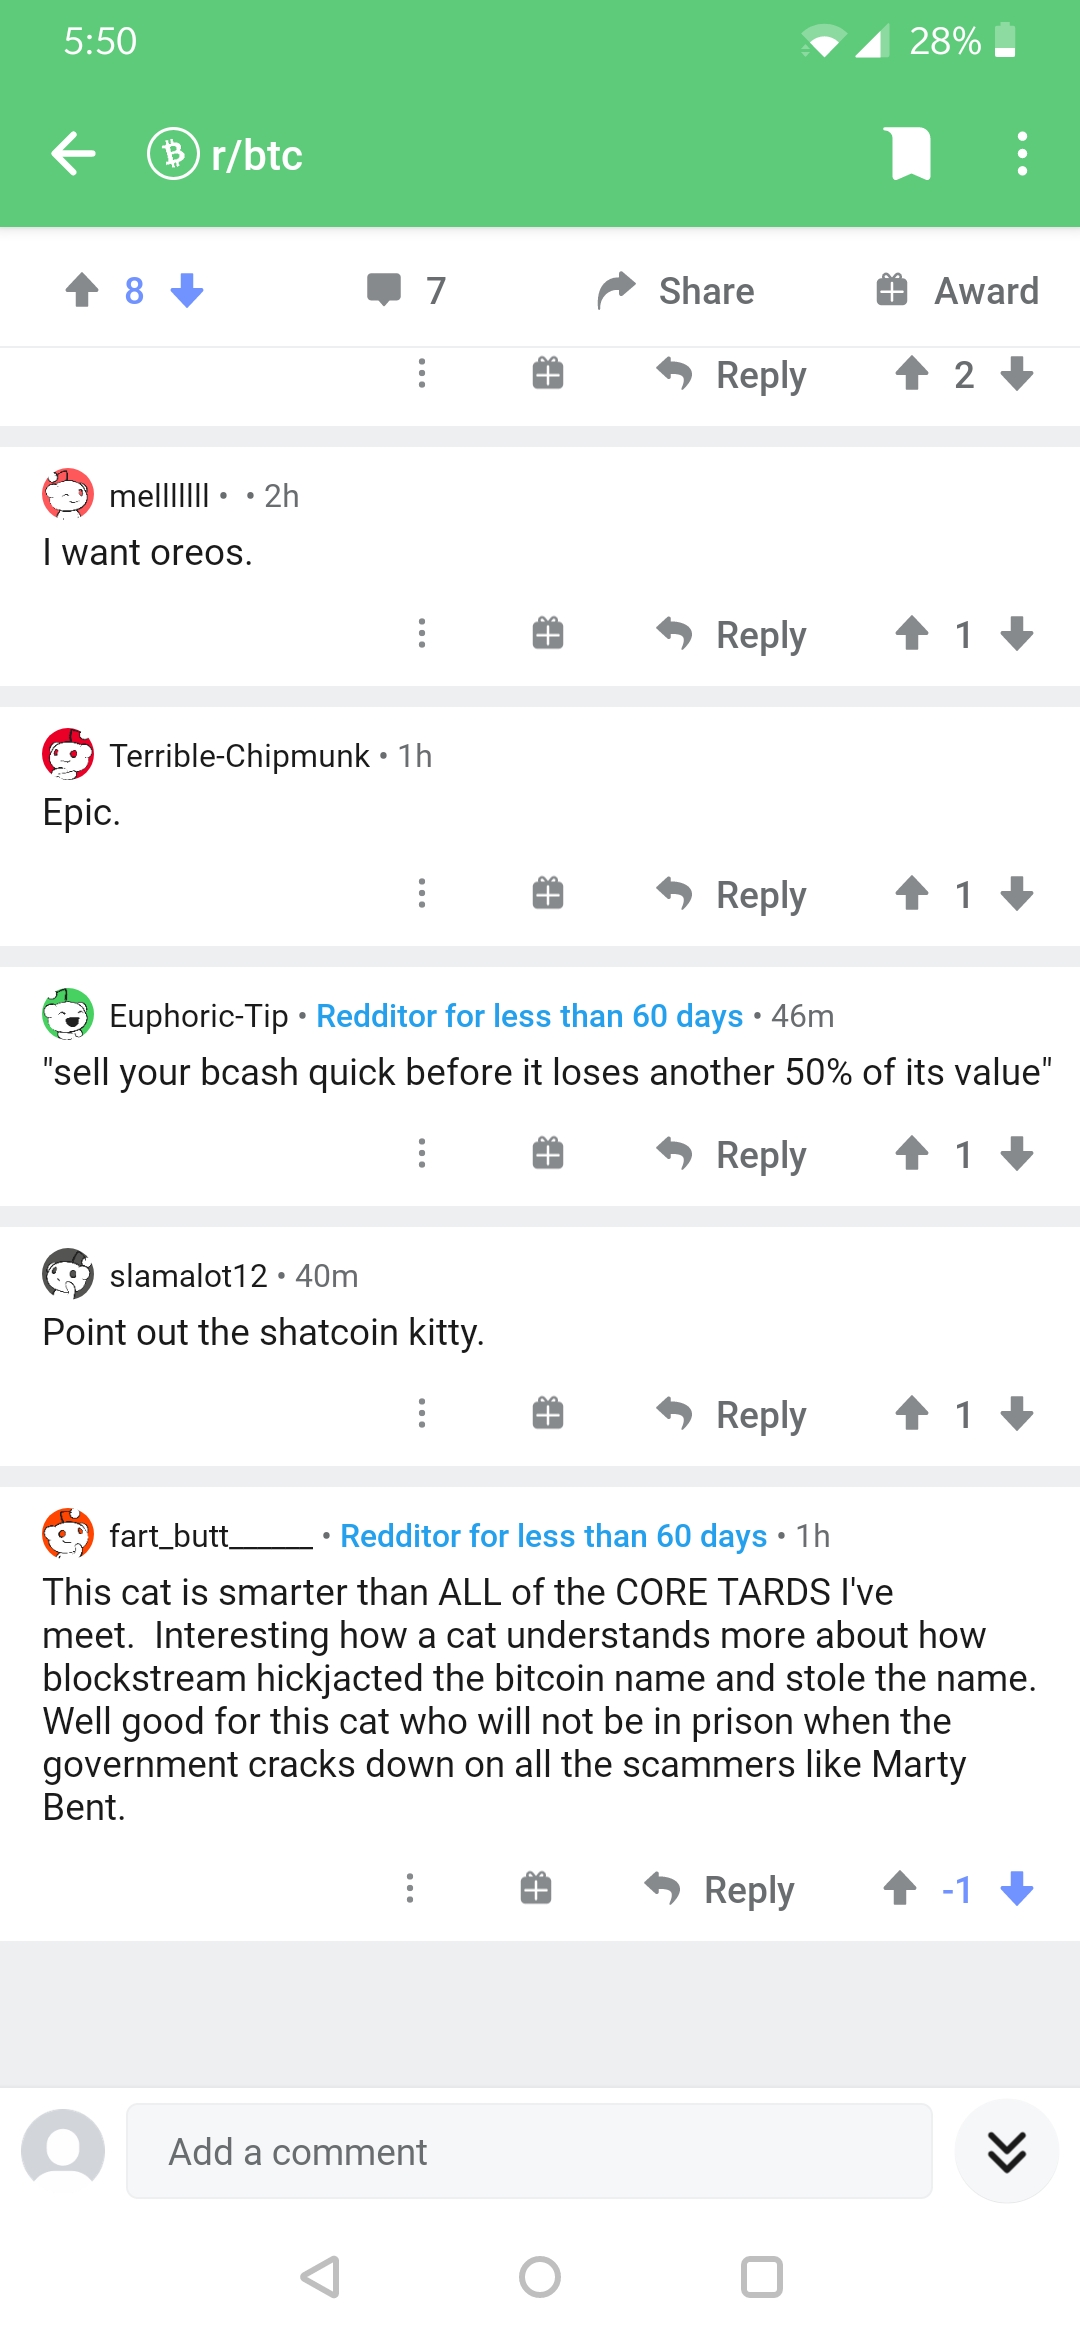 5:50
28%
r/btc
8
7
Share
Award
Reply
2
melllllll • • 2h
I want oreos.
Reply
1
Terrible-Chipmunk • 1h
Epic.
Reply
1
Euphoric-Tip • Redditor for less than 60 days • 46m
"sell your bcash quick before it loses another 50% of its value"
Reply
1
slamalot12 • 40m
Point out the shatcoin kitty.
Reply
1
fart_butt______ • Redditor for less than 60 days • 1h
This cat is smarter than ALL of the CORE TARDS I've
meet.  Interesting how a cat understands more about how
blockstream hickjacted the bitcoin name and stole the name.
Well good for this cat who will not be in prison when the
government cracks down on all the scammers like Marty
Bent.
Reply
-1
Add a comment